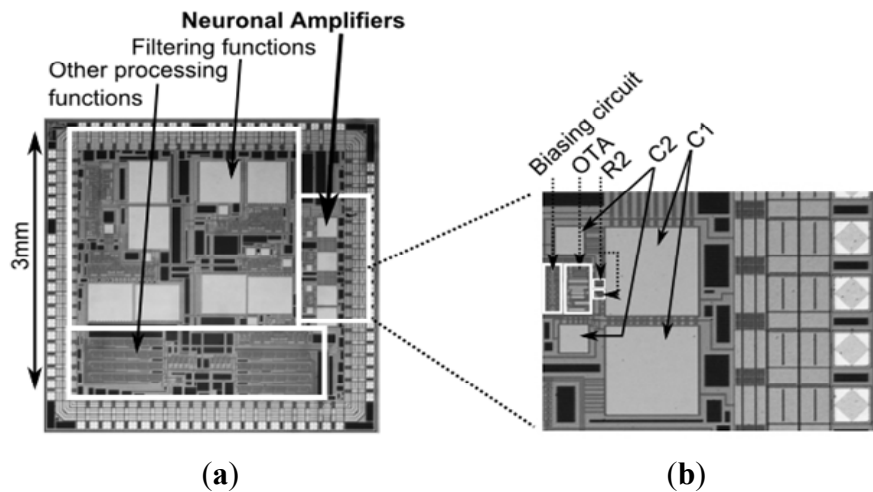 Neuronal Amplifiers
Filtering functions
Other processing
functions
3mm
Biasing circuit
OTA
R2
C2
C1
(a)
(b)